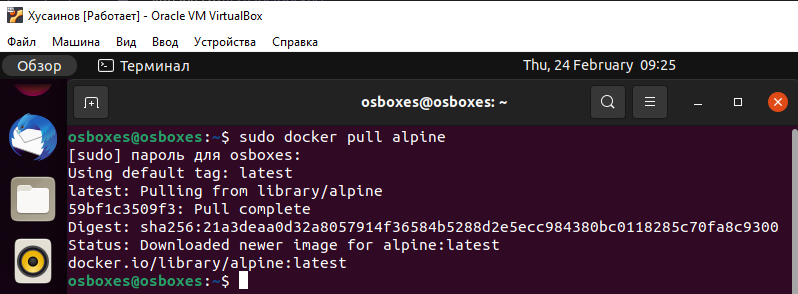 Хусаинов [Работает] - Oracle VM VirtualBox
Файл Машина Вид Ввод Устройства Справка
Обзор Терминал Thu, 24 February 09:25
osboxes@osboxes: ~
osboxes@osboxes:~$ sudo docker pull alpine
[sudo] пароль для osboxes:
Using default tag: latest
latest: Pulling from library/alpine
59bf1c3509f3: Pull complete
Digest: sha256:21a3deaa0d32a8057914f36584b5288d2e5ecc984380bc0118285c70fa8c9300
Status: Downloaded newer image for alpine:latest
docker.io/library/alpine:latest
osboxes@osboxes:~$